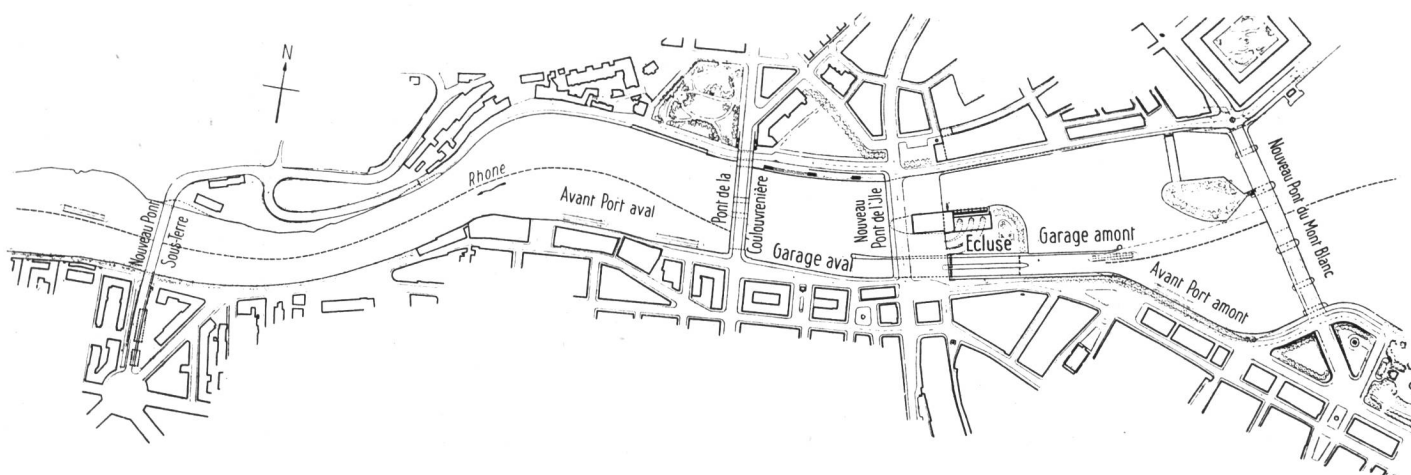 N
Nouveau Pont
Sous-Terre
Rhone
Avant Port aval
Pont de la
Coulouvrenière
Garage aval
Nouveau
Pont de l'Jle
Ecluse
Garage amont
Avant Port amont
Nouveau Pont du Mont Blanc